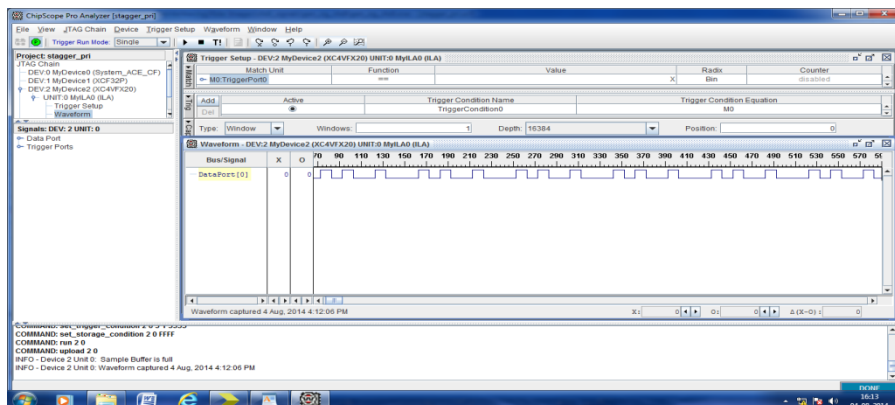 ChipScope Pro Analyzer [stagger_pri]
File View JTAG Chain Device Trigger Setup Waveform Window Help
Trigger Run Mode: Single T!
Project: stagger_pri
JTAG Chain
DEV:0 MyDevice0 (System_ACE_CF)
DEV:1 MyDevice1 (XCF32P)
DEV:2 MyDevice2 (XC4VFX20)
UNIT:0 MyILA0 (ILA)
Trigger Setup
Waveform
Signals: DEV: 2 UNIT: 0
Data Port
Trigger Ports
Trigger Setup - DEV:2 MyDevice2 (XC4VFX20) UNIT:0 MyILA0 (ILA)
Match
Match Unit Function Value Radix Counter
M0:TriggerPort0 == X Bin disabled
Trig
Add Active Trigger Condition Name Trigger Condition Equation
Del TriggerCondition0 M0
Cap
Type: Window Windows: 1 Depth: 16384 Position: 0
Waveform - DEV:2 MyDevice2 (XC4VFX20) UNIT:0 MyILA0 (ILA)
Bus/Signal X O 70 90 110 130 150 170 190 210 230 250 270 290 310 330 350 370 390 410 430 450 470 490 510 530 550 570
DataPort[0] 0 0
Waveform captured 4 Aug, 2014 4:12:06 PM X: 0 O: 0 Δ(X-O): 0
COMMAND: set_storage_condition 2 0 FFFF
COMMAND: run 2 0
COMMAND: upload 2 0
INFO - Device 2 Unit 0: Sample Buffer is full
INFO - Device 2 Unit 0: Waveform captured 4 Aug, 2014 4:12:06 PM
DONE
16:13
04-08-2014